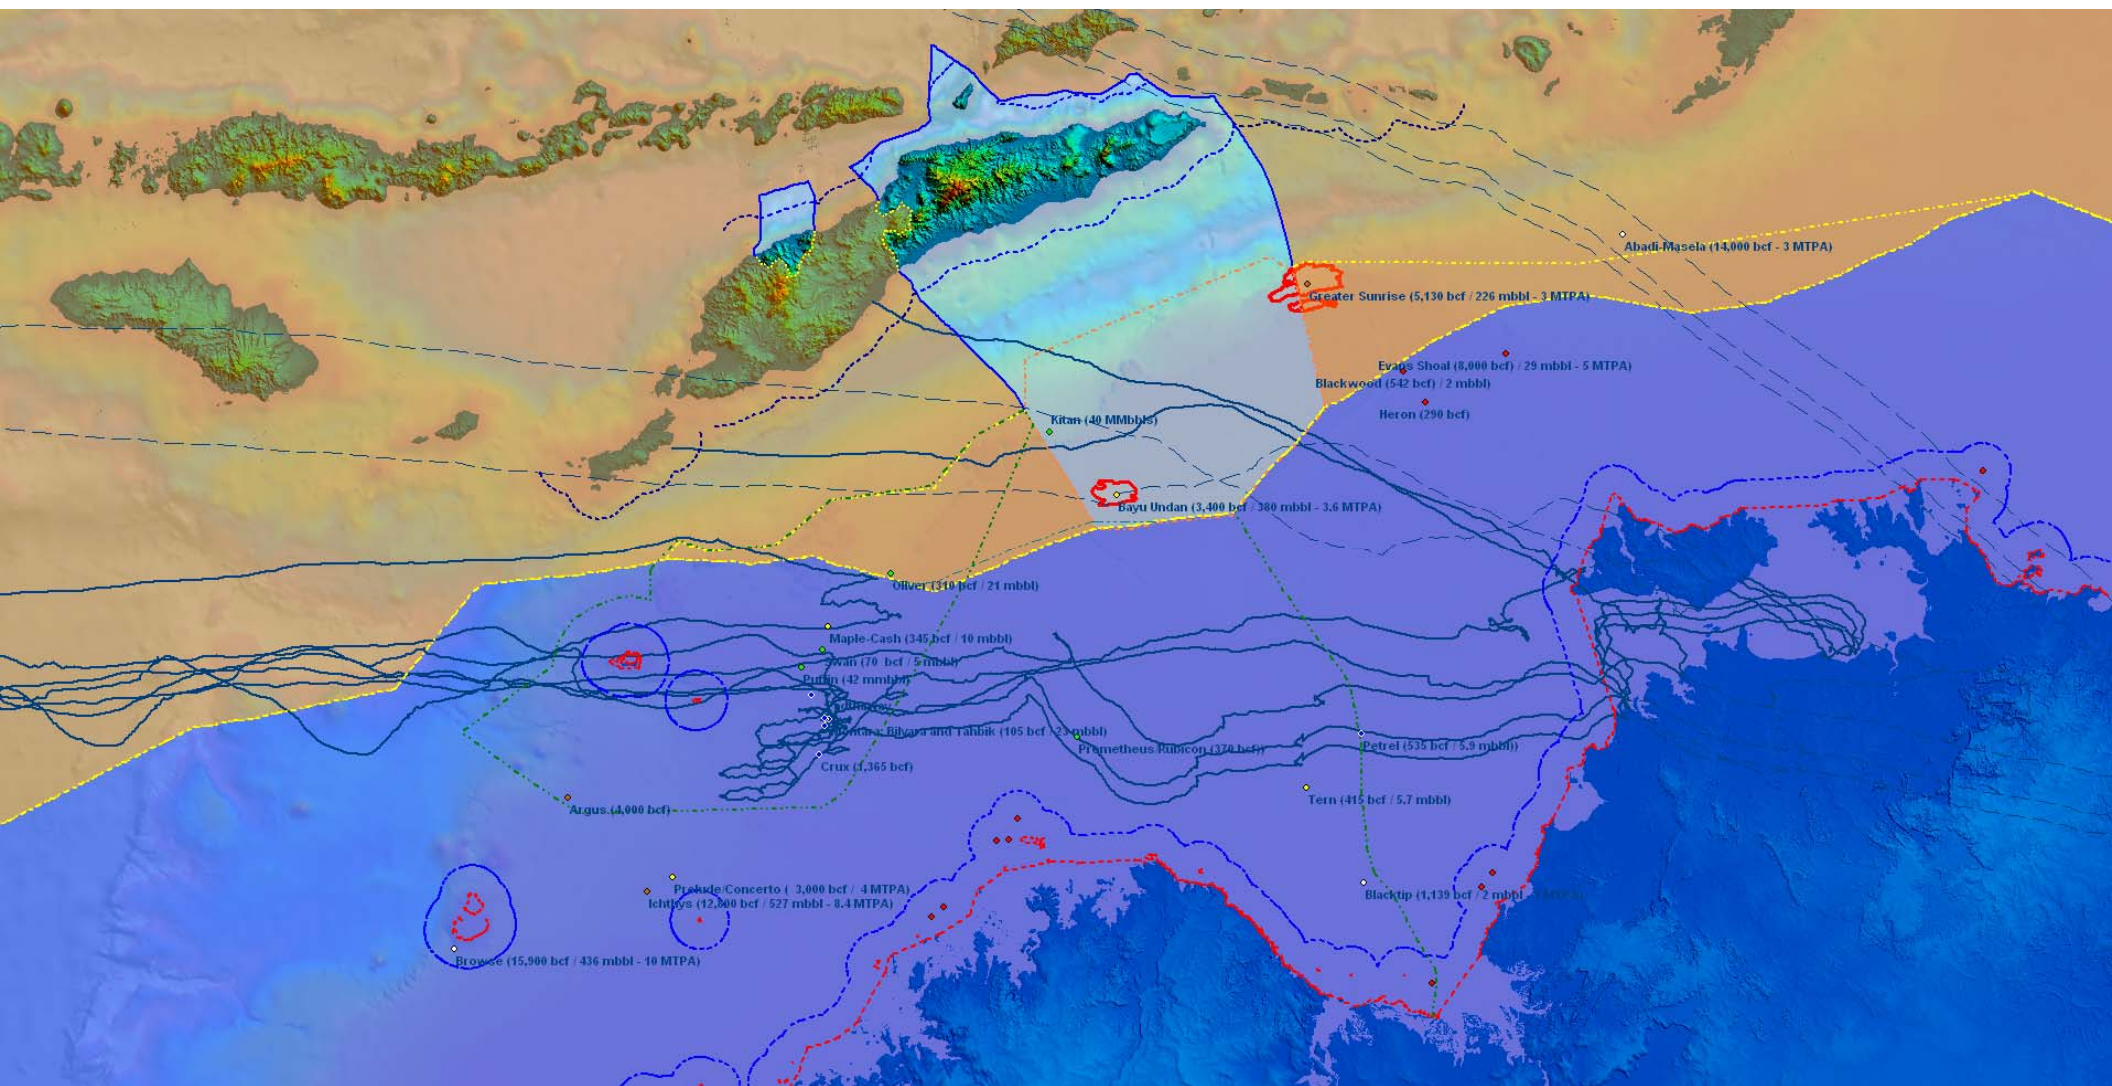 Abadi-Masela (14,000 bcf - 3 MTPA)
Greater Sunrise (5,130 bcf / 226 mbbl - 3 MTPA)
Evans Shoal (8,000 bcf) / 29 mbbl - 5 MTPA)
Blackwood (542 bcf) / 2 mbbl)
Heron (290 bcf)
Kitan (40 MMbbls)
Bayu Undan (3,400 bcf / 380 mbbl - 3.6 MTPA)
Oliver (310 bcf / 21 mbbl)
Maple-Cash (345 bcf / 10 mbbl)
Swan (70 bcf / 5 mbbl)
Puffin (42 mmbbl)
Bilyara and Tahbik (105 bcf - 23 mbbl)
Prometheus Rubicon (370 bcf))
Petrel (535 bcf / 5.9 mbbl))
Crux (1,365 bcf)
Tern (415 bcf / 5.7 mbbl)
Argus (4,000 bcf)
Prelude/Concerto ( 3,000 bcf / 4 MTPA)
Ichthys (12,800 bcf / 527 mbbl - 8.4 MTPA)
Blacktip (1,139 bcf / 2 mbbl - MTPA)
Browse (15,900 bcf / 436 mbbl - 10 MTPA)